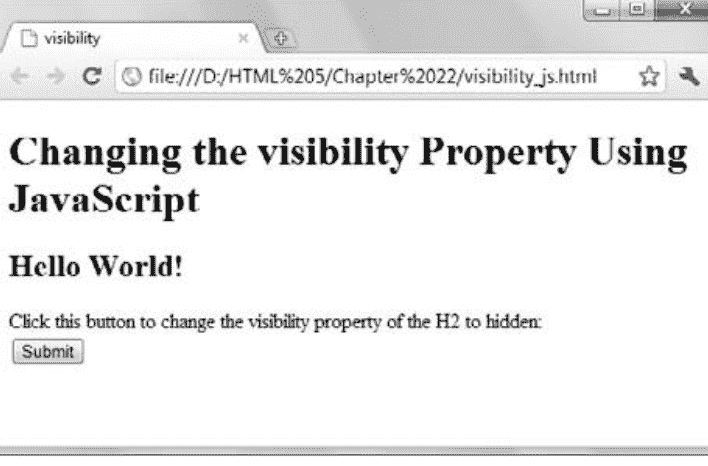 visibility
file:///D:/HTML%205/Chapter%2022/visibility_js.html
Changing the visibility Property Using
JavaScript
Hello World!
Click this button to change the visibility property of the H2 to hidden:
Submit